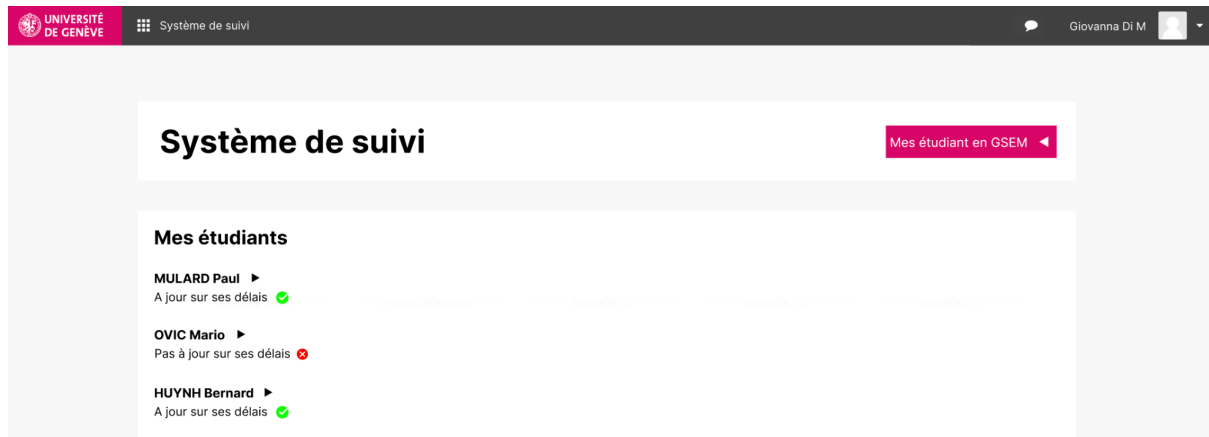 UNIVERSITÉ
DE GENÈVE
Système de suivi
Giovanna Di M
Système de suivi
Mes étudiant en GSEM
Mes étudiants
MULARD Paul
A jour sur ses délais
OVIC Mario
Pas à jour sur ses délais
HUYNH Bernard
A jour sur ses délais